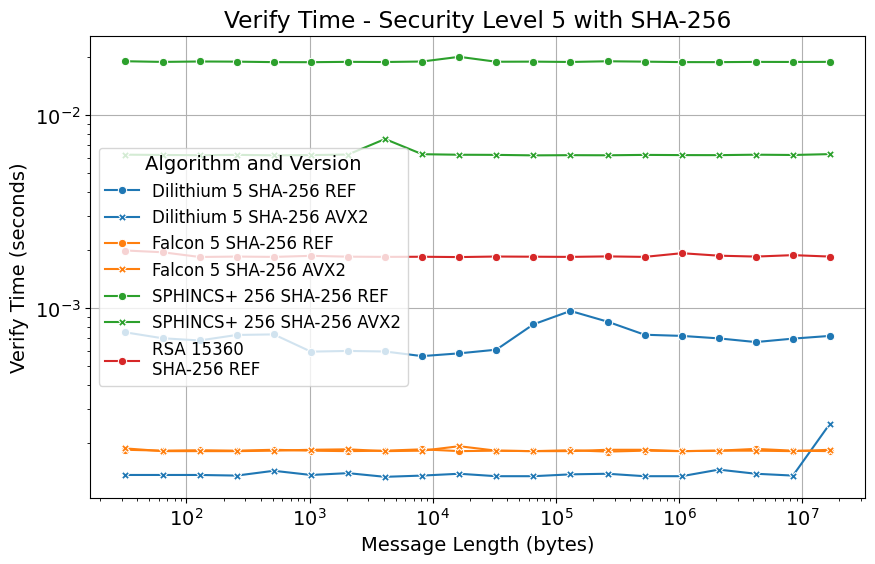 Verify Time - Security Level 5 with SHA-256
Verify Time (seconds)
10⁻²
10⁻³
Algorithm and Version
Dilithium 5 SHA-256 REF
Dilithium 5 SHA-256 AVX2
Falcon 5 SHA-256 REF
Falcon 5 SHA-256 AVX2
SPHINCS+ 256 SHA-256 REF
SPHINCS+ 256 SHA-256 AVX2
RSA 15360
SHA-256 REF
10² 10³ 10⁴ 10⁵ 10⁶ 10⁷
Message Length (bytes)